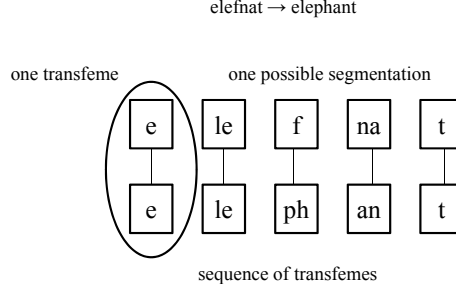 elefnat → elephant
one transfeme one possible segmentation
e le f na t
e le ph an t
sequence of transfemes